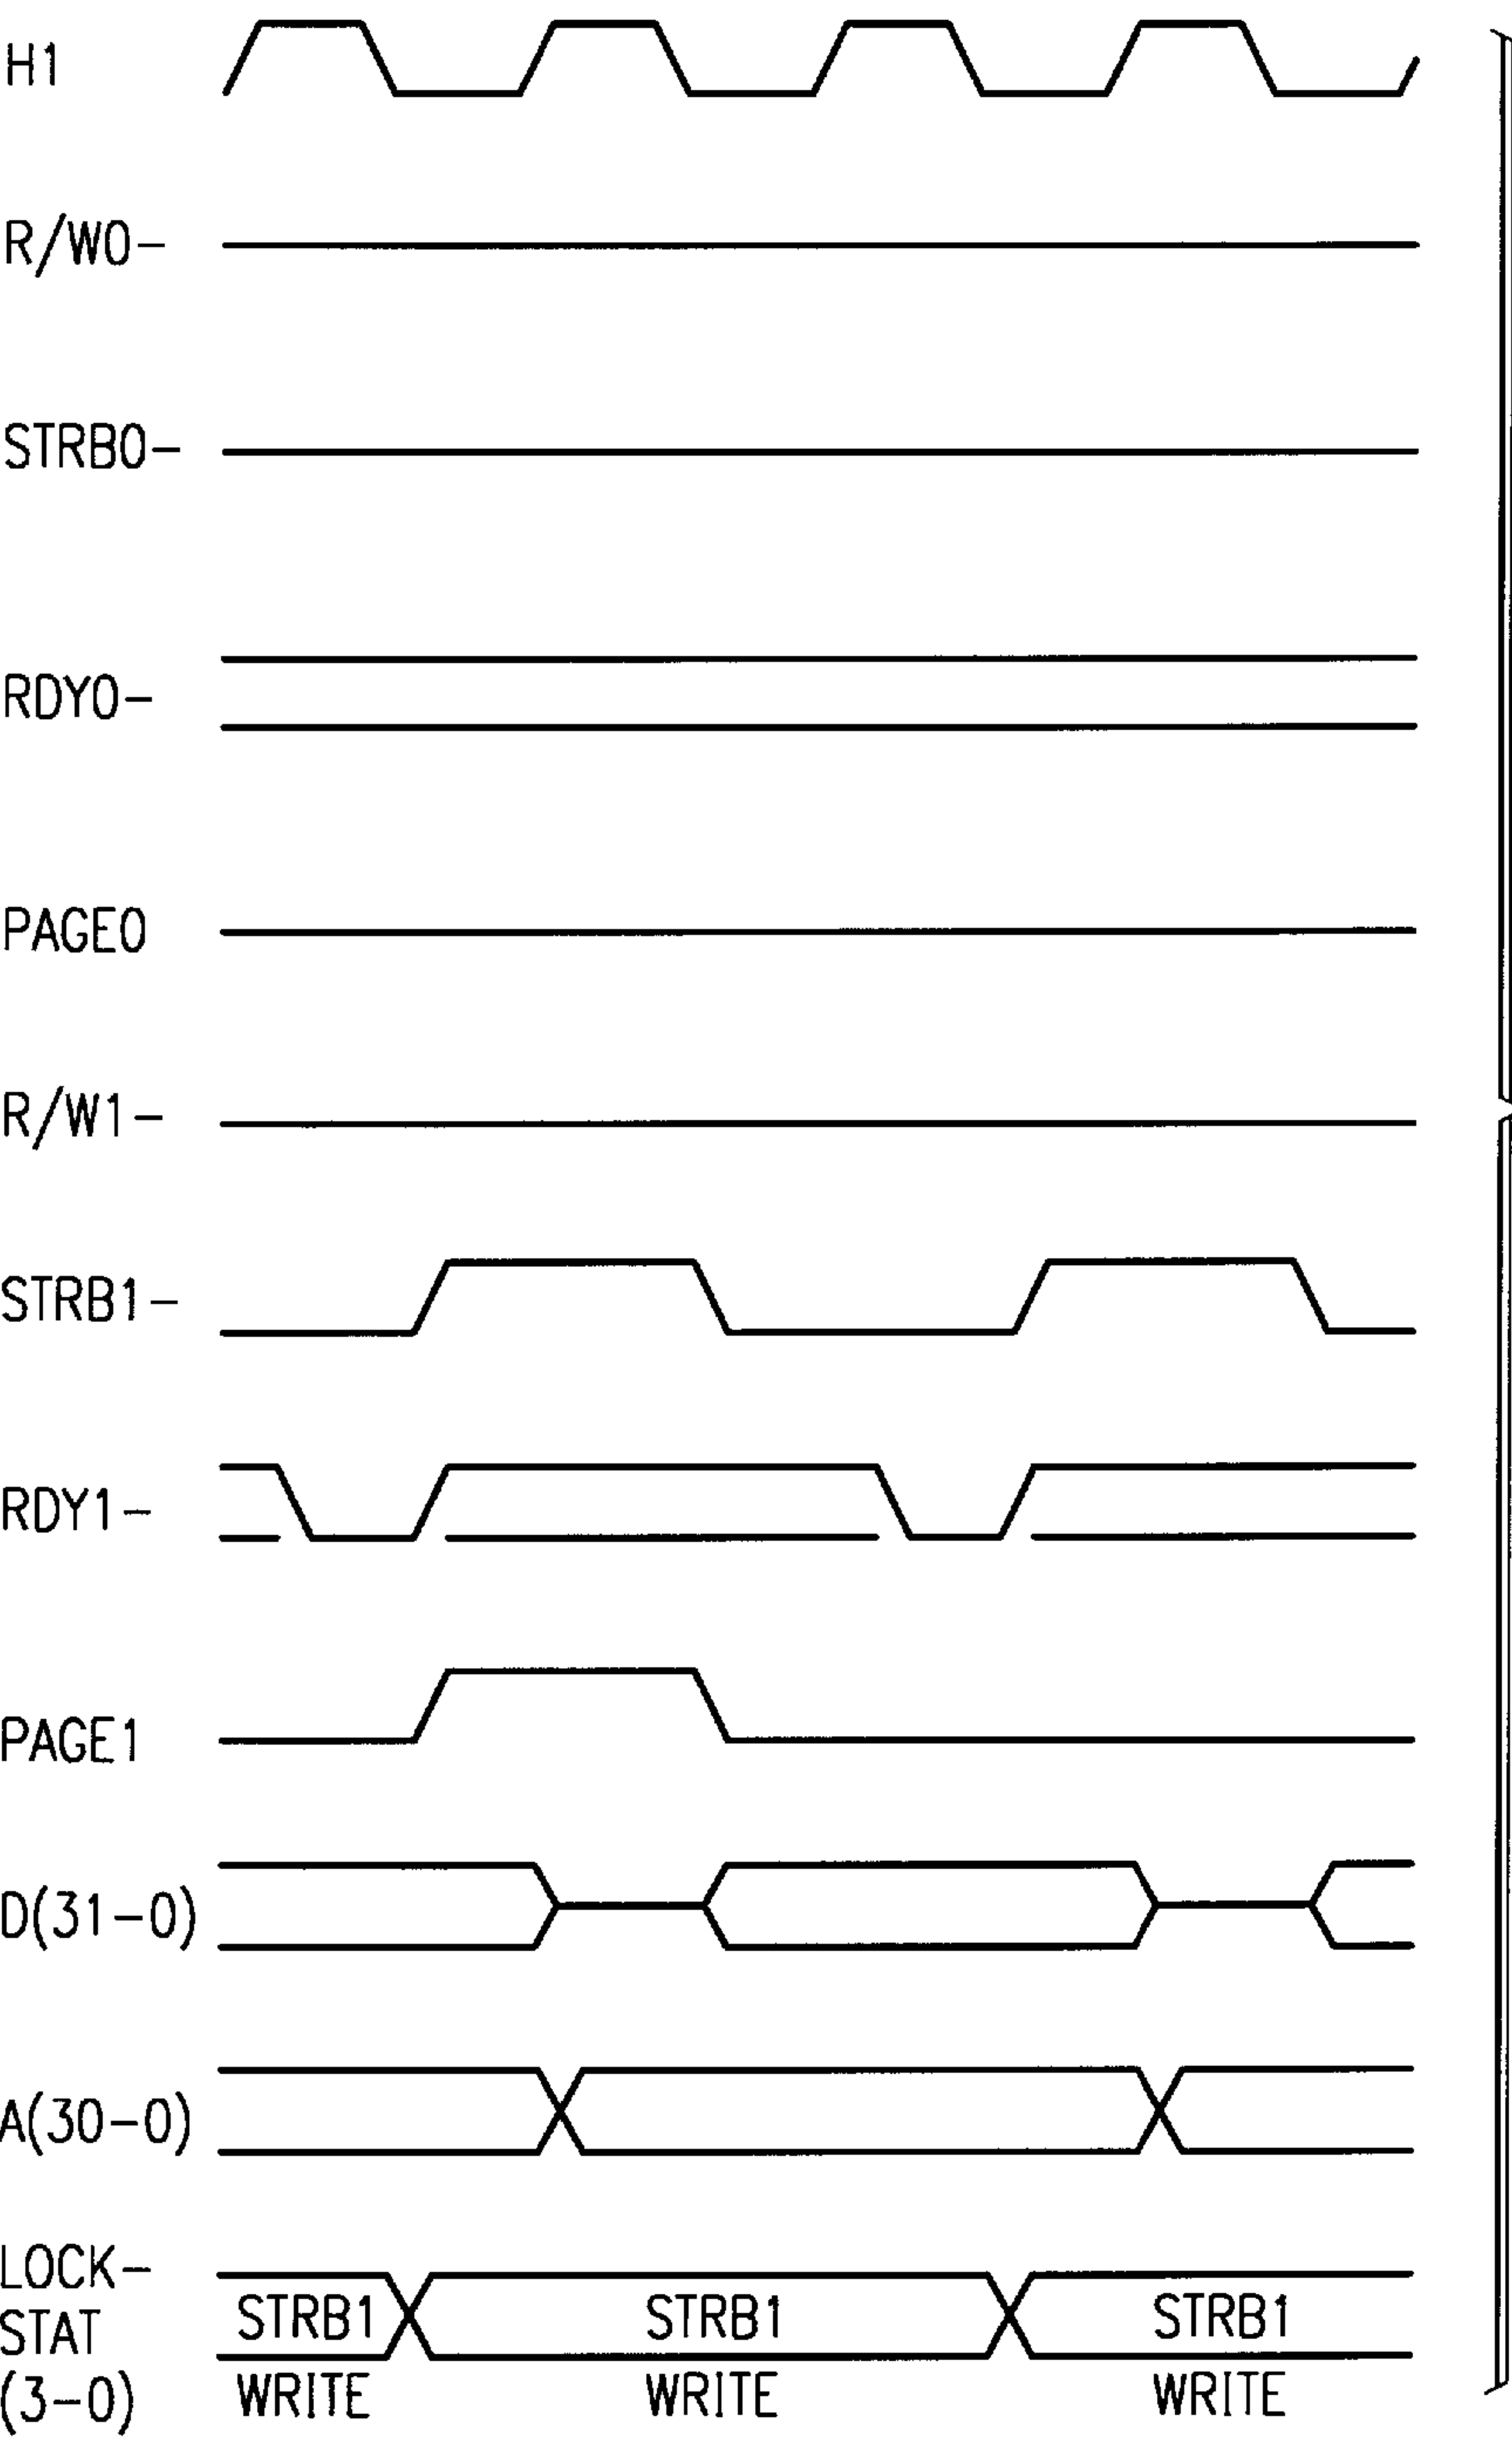 H1
R/W0-
STRB0-
RDY0-
PAGE0
R/W1-
STRB1-
RDY1-
PAGE1
D(31-0)
A(30-0)
LOCK-
STAT STRB1 STRB1 STRB1
(3-0) WRITE WRITE WRITE